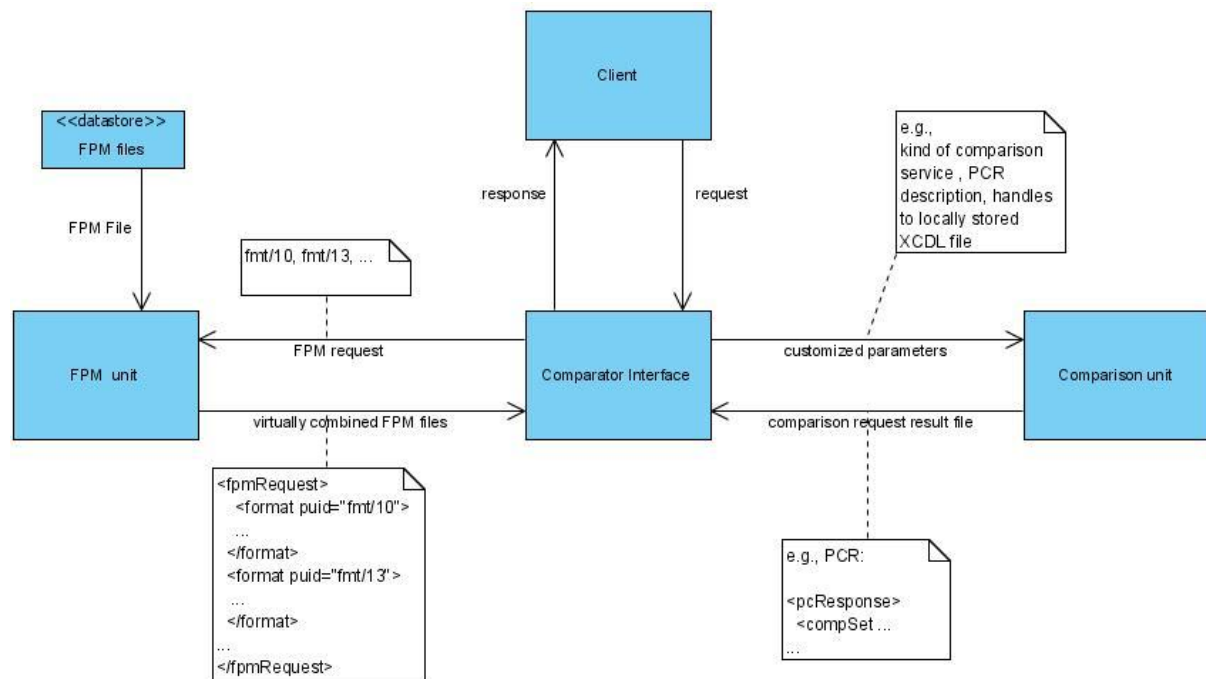 Client
<<datastore>>
FPM files
e.g.,
kind of comparison
service , PCR
description, handles
to locally stored
XCDL file
response
request
FPM File
fmt/10, fmt/13, ...
FPM request
customized parameters
FPM  unit
Comparator Interface
Comparison unit
virtually combined FPM files
comparison request result file
<fpmRequest>
<format puid="fmt/10">
...
</format>
<format puid="fmt/13">
...
</format>
...
</fpmRequest>
e.g., PCR:
<pcResponse>
<compSet ...
...